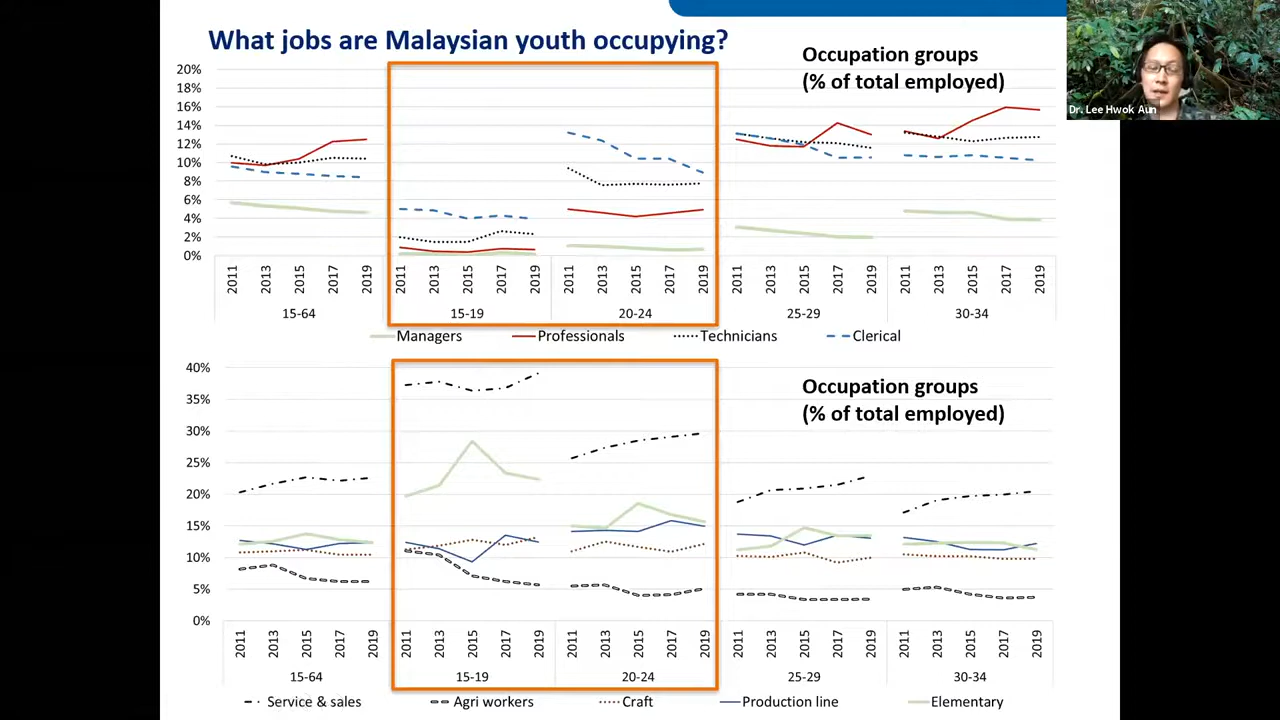 What jobs are Malaysian youth occupying?
Occupation groups
(% of total employed)
Dr. Lee Hwok Aun
20%
18%
16%
14%
12%
10%
8%
6%
4%
2%
0%
2011 2013 2015 2017 2019 2011 2013 2015 2017 2019 2011 2013 2015 2017 2019 2011 2013 2015 2017 2019 2011 2013 2015 2017 2019
15-64 15-19 20-24 25-29 30-34
Managers Professionals Technicians Clerical
Occupation groups
(% of total employed)
40%
35%
30%
25%
20%
15%
10%
5%
0%
2011 2013 2015 2017 2019 2011 2013 2015 2017 2019 2011 2013 2015 2017 2019 2011 2013 2015 2017 2019 2011 2013 2015 2017 2019
15-64 15-19 20-24 25-29 30-34
Service & sales Agri workers Craft Production line Elementary